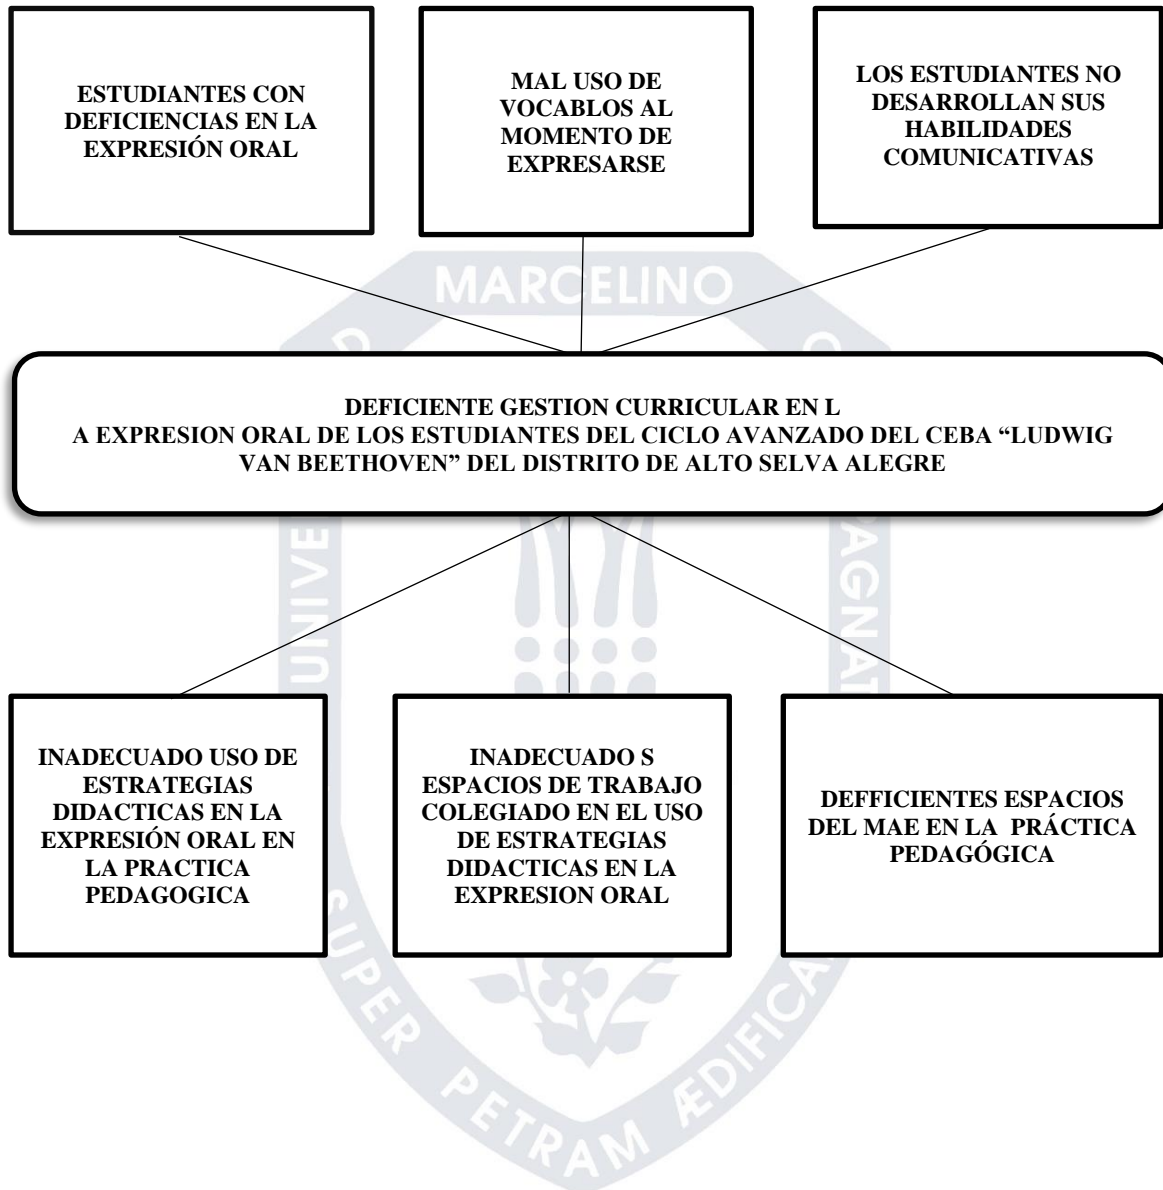 ESTUDIANTES CON
DEFICIENCIAS EN LA
EXPRESIÓN ORAL
MAL USO DE
VOCABLOS AL
MOMENTO DE
EXPRESARSE
LOS ESTUDIANTES NO
DESARROLLAN SUS
HABILIDADES
COMUNICATIVAS
MARCELINO
DEFICIENTE GESTION CURRICULAR EN L
A EXPRESION ORAL DE LOS ESTUDIANTES DEL CICLO AVANZADO DEL CEBA “LUDWIG
VAN BEETHOVEN” DEL DISTRITO DE ALTO SELVA ALEGRE
INADECUADO USO DE
ESTRATEGIAS
DIDACTICAS EN LA
EXPRESIÓN ORAL EN
LA PRACTICA
PEDAGOGICA
INADECUADO S
ESPACIOS DE TRABAJO
COLEGIADO EN EL USO
DE ESTRATEGIAS
DIDACTICAS EN LA
EXPRESION ORAL
DEFFICIENTES ESPACIOS
DEL MAE EN LA PRÁCTICA
PEDAGÓGICA
SUPER PETRAM